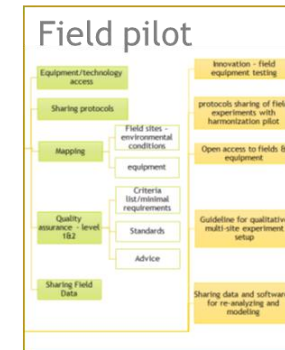 Field pilot
Equipment/technology
access
Sharing protocols
Mapping
Field sites -
environmental
conditions
equipment
Quality
assurance - level
1&2
Criteria
list/minimal
requirements
Standards
Advice
Sharing Field
Data
Innovation - field
equipment testing
protocols sharing of fiel
experiments with
harmonization pilot
Open access to fields &
equipment
Guideline for qualitative
multi-site experiment
setup
Sharing data and software
for re-analyzing and
modeling